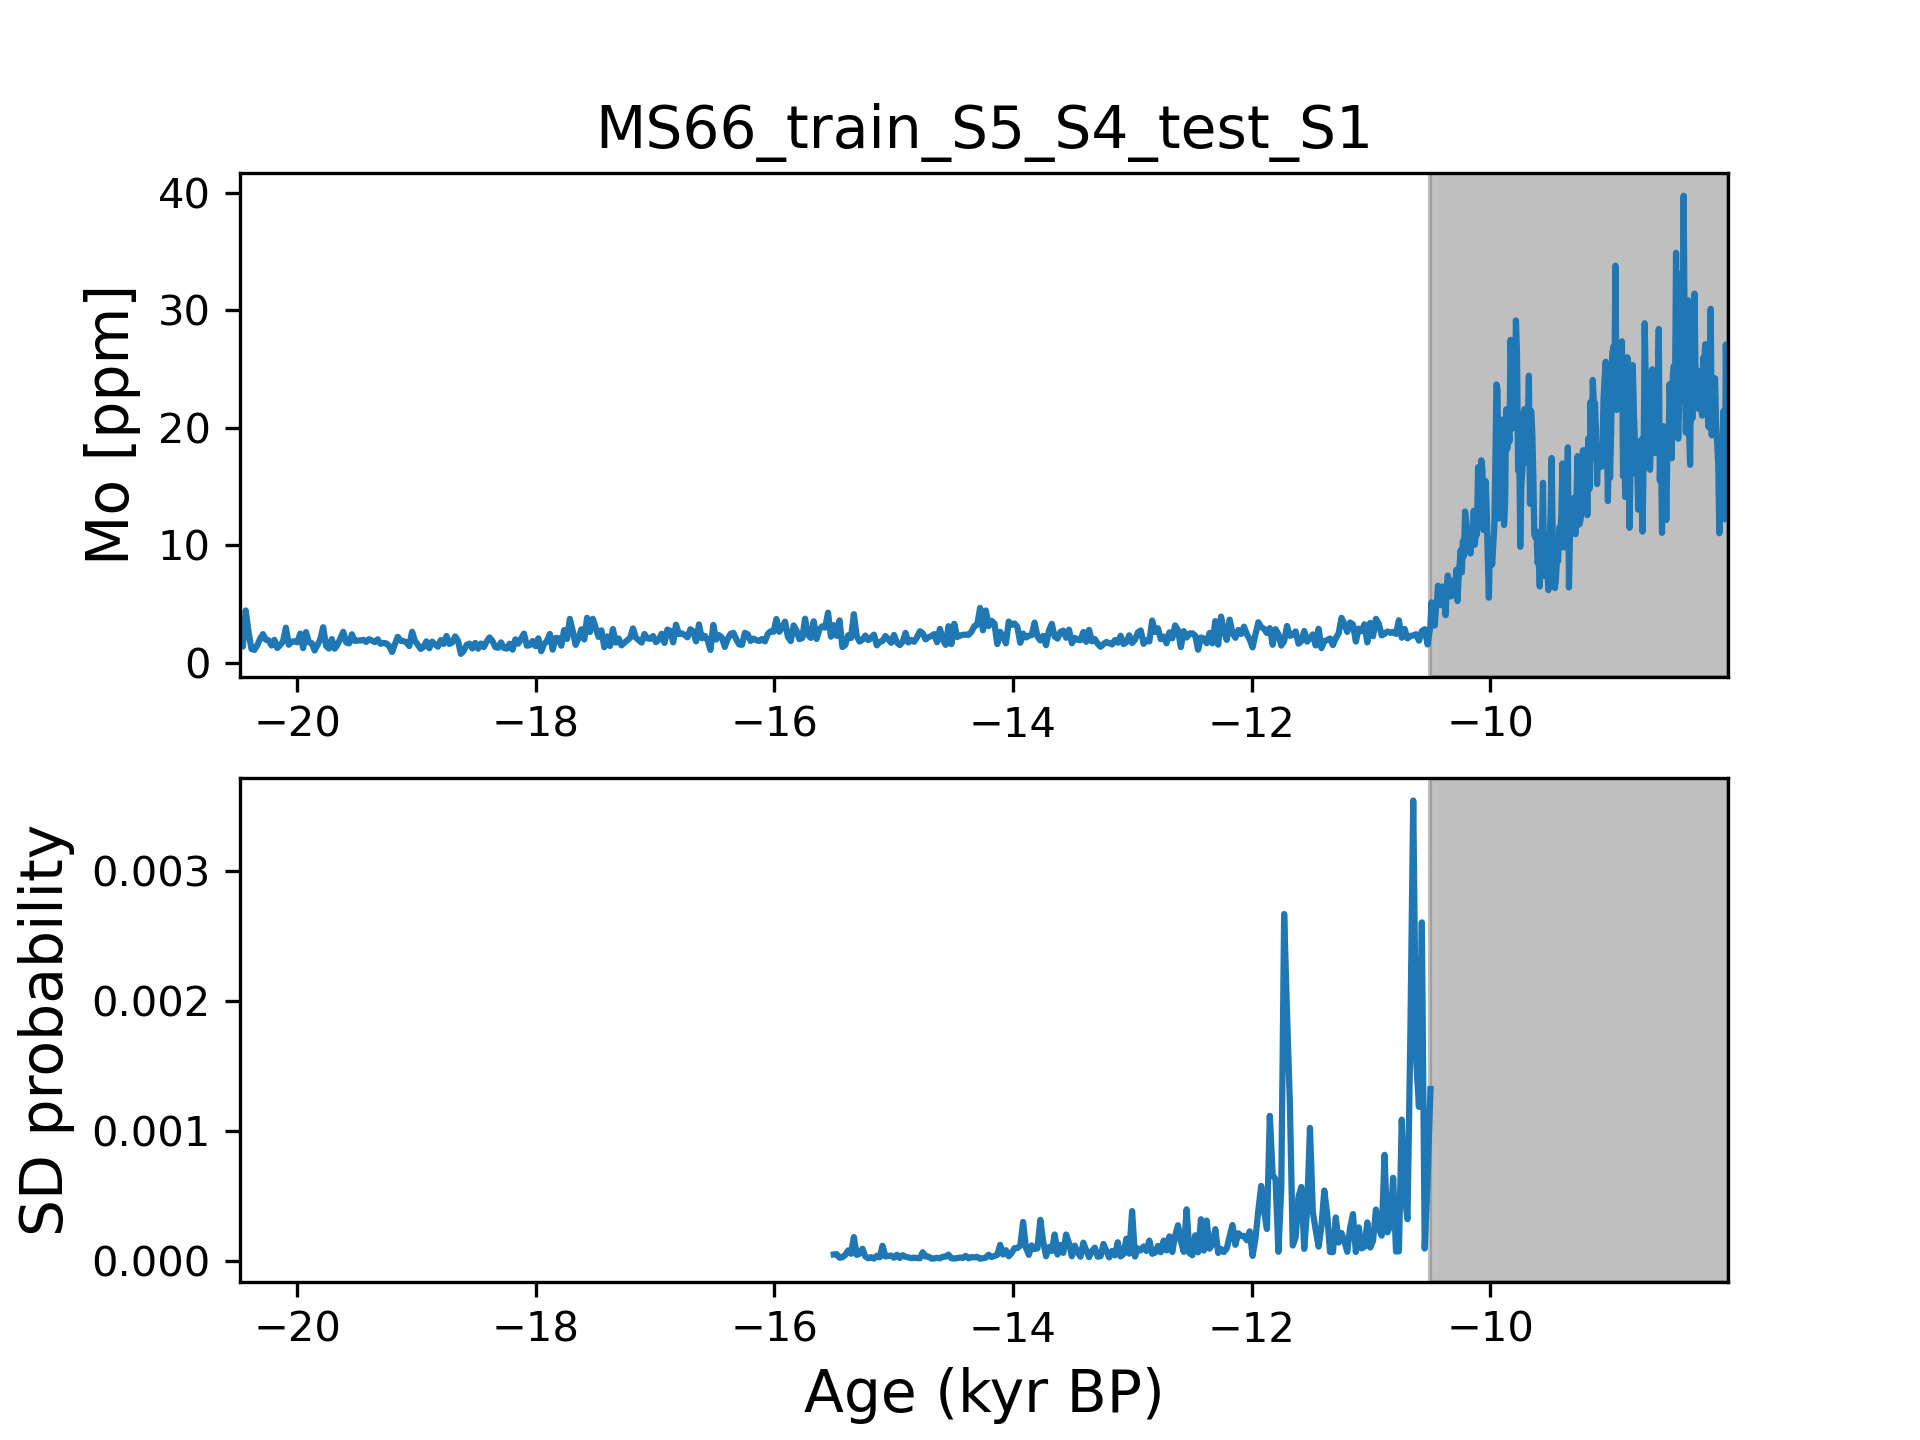 MS66_train_S5_S4_test_S1
Mo [ppm]
40
30
20
10
0
−20 −18 −16 −14 −12 −10
SD probability
0.003
0.002
0.001
0.000
−20 −18 −16 −14 −12 −10
Age (kyr BP)